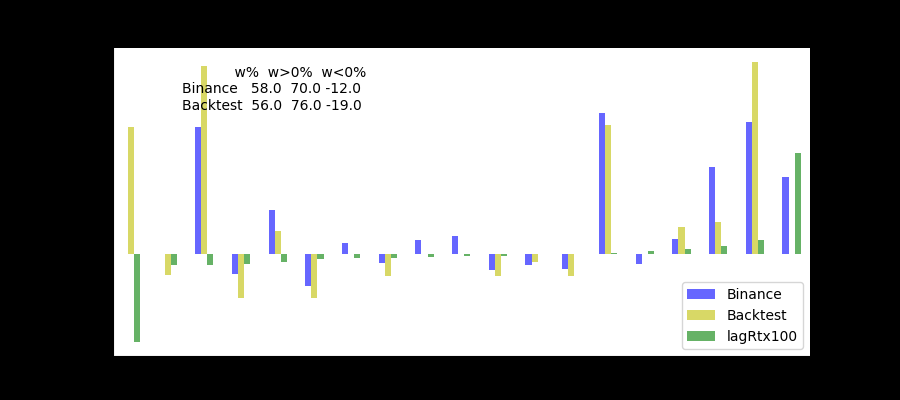 w% w>0% w<0%
Binance 58.0 70.0 -12.0
Backtest 56.0 76.0 -19.0
Binance
Backtest
lagRtx100